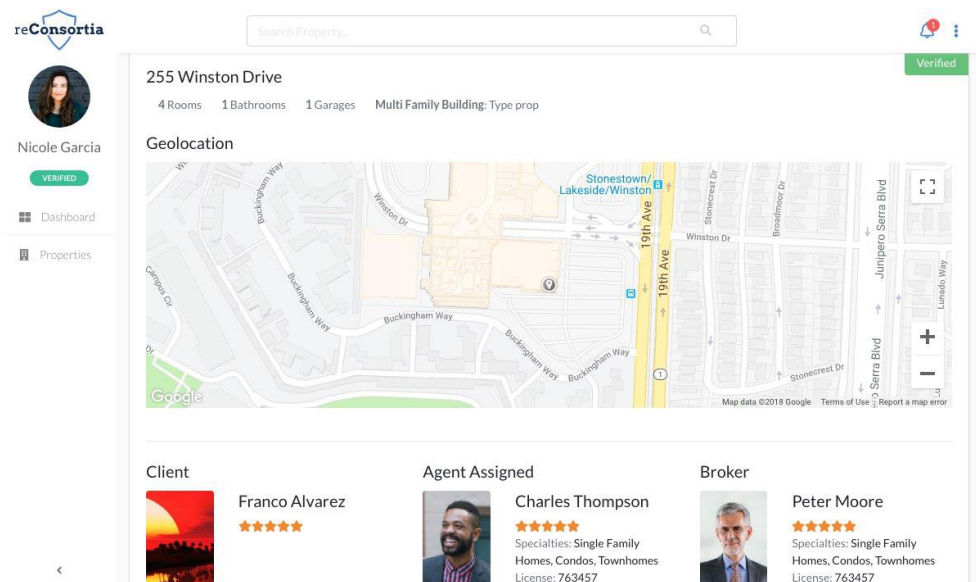 reConsortia
Search Property...
1
Nicole Garcia
VERIFIED
Dashboard
Properties
255 Winston Drive
Verified
4 Rooms 1 Bathrooms 1 Garages Multi Family Building: Type prop
Geolocation
Buckingham Way
Winston Dr
Stonestown/
Lakeside/Winston
19th Ave
Stonecrest Dr
Broadmoor Dr
Junipero Serra Blvd
Winston Dr
19th Ave
Lunado Way
Campus Cir
Buckingham Way
Buckingham Way
Buckingham Way
Buckingham Way
1
Stonecrest Dr
Serra Blvd
Google
Map data ©2018 Google Terms of Use Report a map error
Client
Agent Assigned
Broker
Franco Alvarez
Charles Thompson
Specialties: Single Family
Homes, Condos, Townhomes
License: 763457
Peter Moore
Specialties: Single Family
Homes, Condos, Townhomes
License: 763457